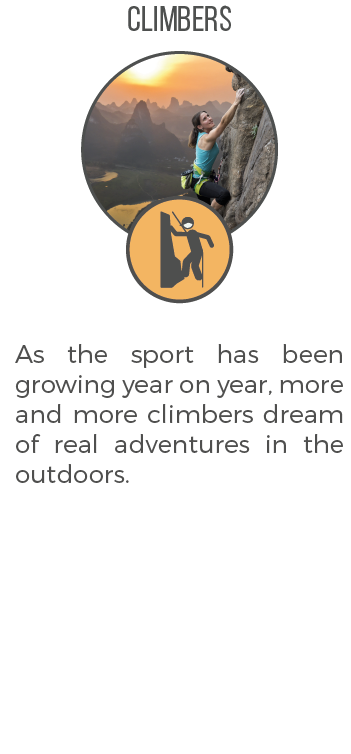 CLIMBERS
As the sport has been
growing year on year, more
and more climbers dream
of real adventures in the
outdoors.